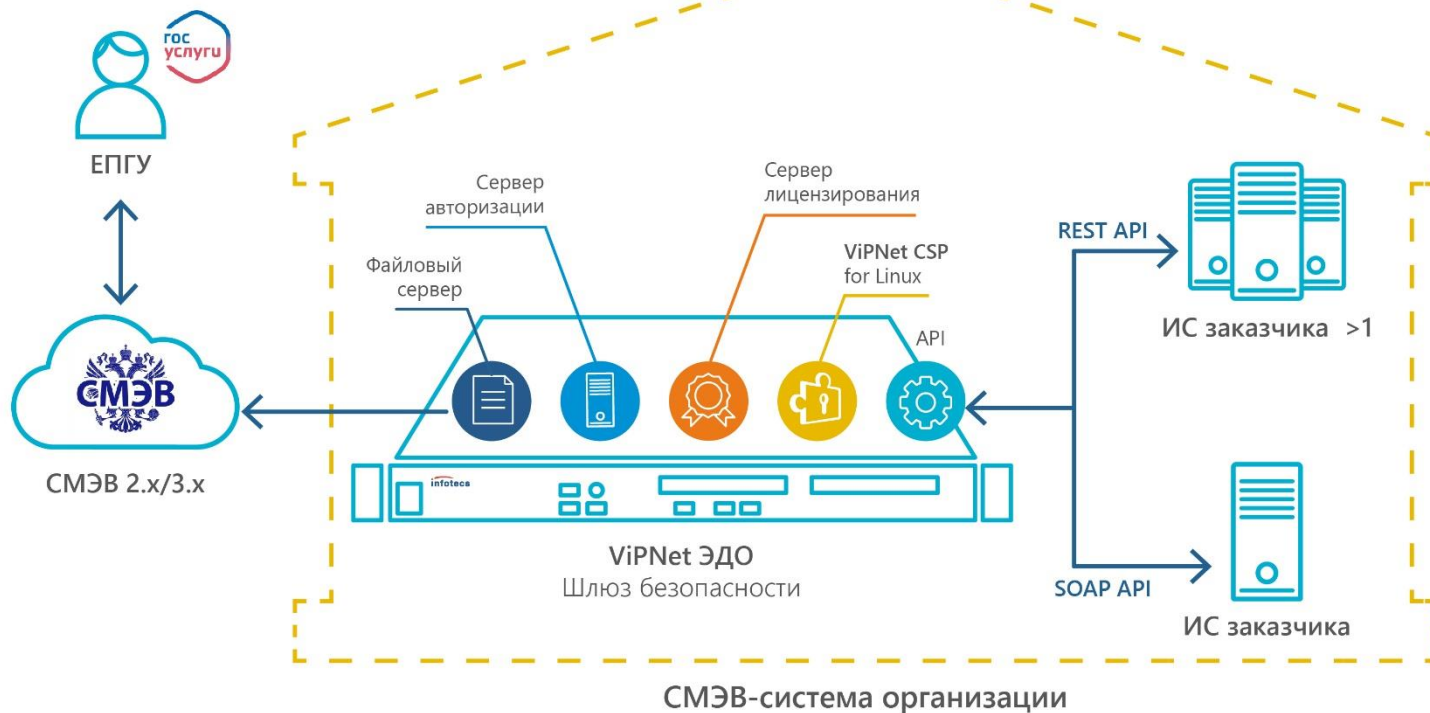 гос
услуги
ЕПГУ
СМЭВ
СМЭВ 2.x/3.x
Файловый
сервер
Сервер
авторизации
Сервер
лицензирования
ViPNet CSP
for Linux
API
infotecs
ViPNet ЭДО
Шлюз безопасности
REST API
ИС заказчика >1
SOAP API
ИС заказчика
СМЭВ-система организации